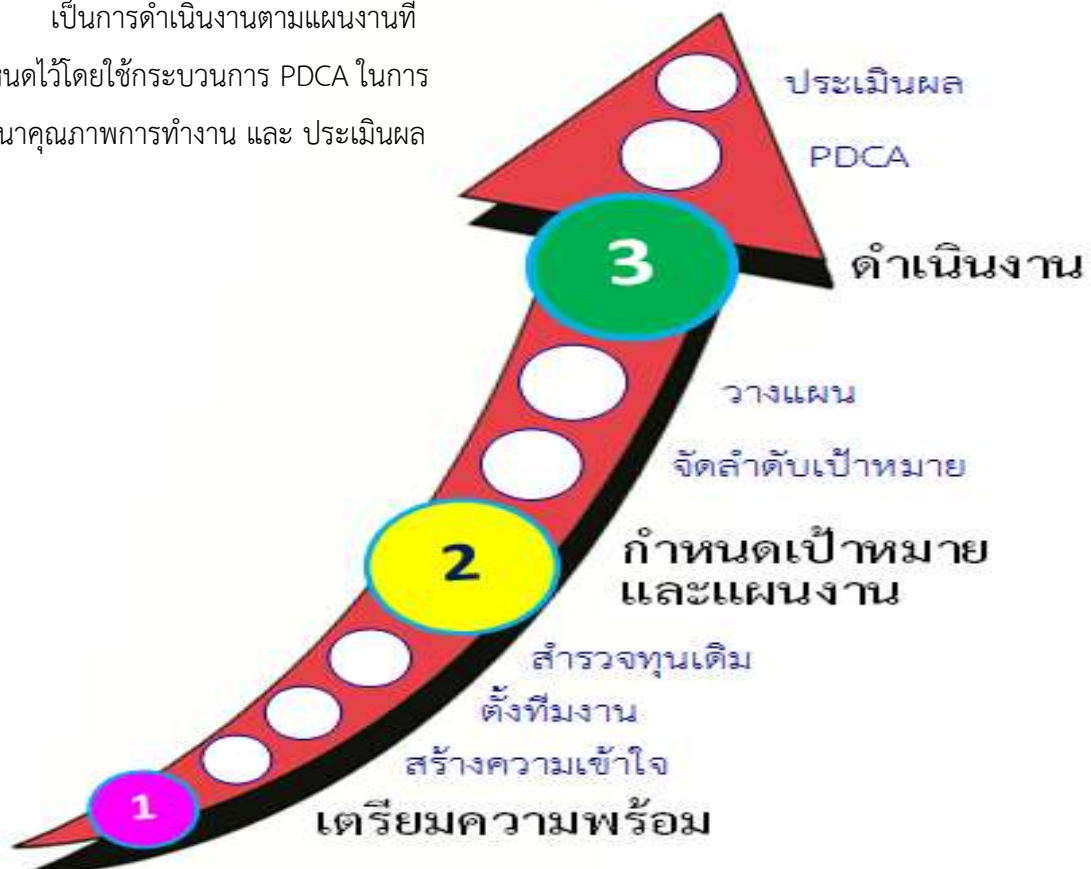 เป็นการดำเนินงานตามแผนงานที่
หนดไว้โดยใช้กระบวนการ PDCA ในการ
นาคุณภาพการทำงาน และ ประเมินผล
ประเมินผล
PDCA
3
ดำเนินงาน
วางแผน
จัดลำดับเป้าหมาย
2
กำหนดเป้าหมาย
และแผนงาน
สำรวจทุนเดิม
ตั้งทีมงาน
สร้างความเข้าใจ
1
เตรียมความพร้อม